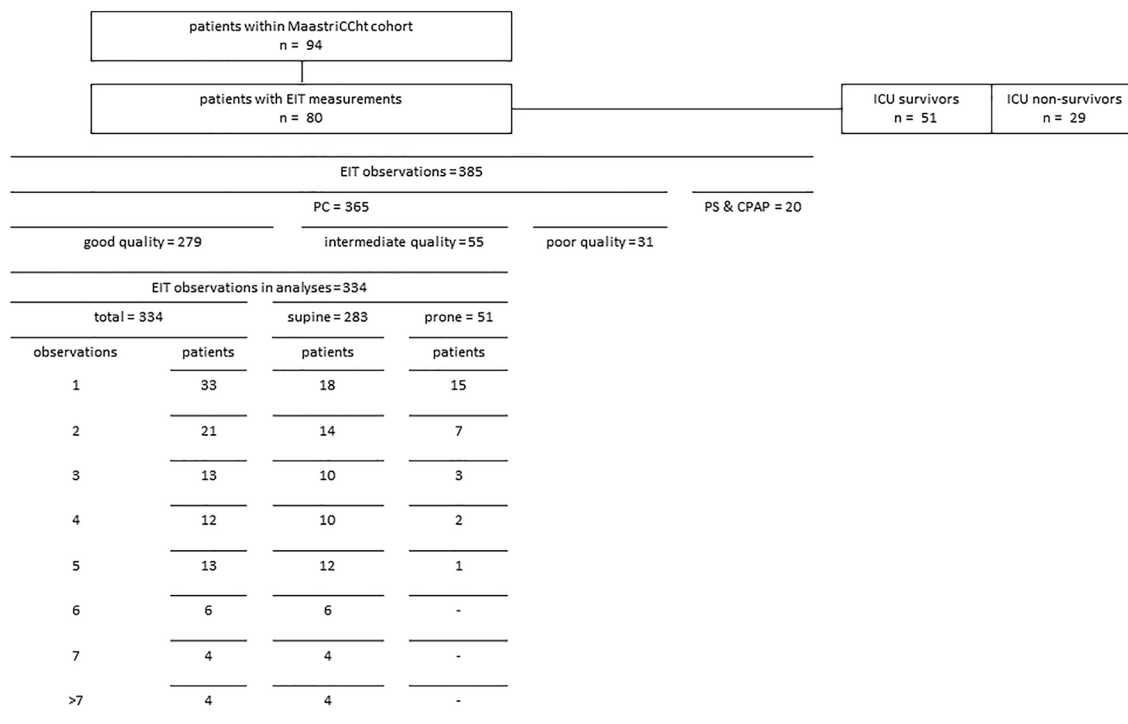 patients within MaastriCCht cohort
n = 94
patients with EIT measurements
n = 80
ICU survivors
n = 51
ICU non-survivors
n = 29
EIT observations =385
PC = 365
PS & CPAP = 20
good quality = 279
intermediate quality =55
poor quality =31
EIT observations in analyses=334
total = 334
supine = 283
prone = 51
observations patients patients patients
1 33 18 15
2 21 14 7
3 13 10 3
4 12 10 2
5 13 12 1
6 6 6 -
7 4 4 -
>7 4 4 -